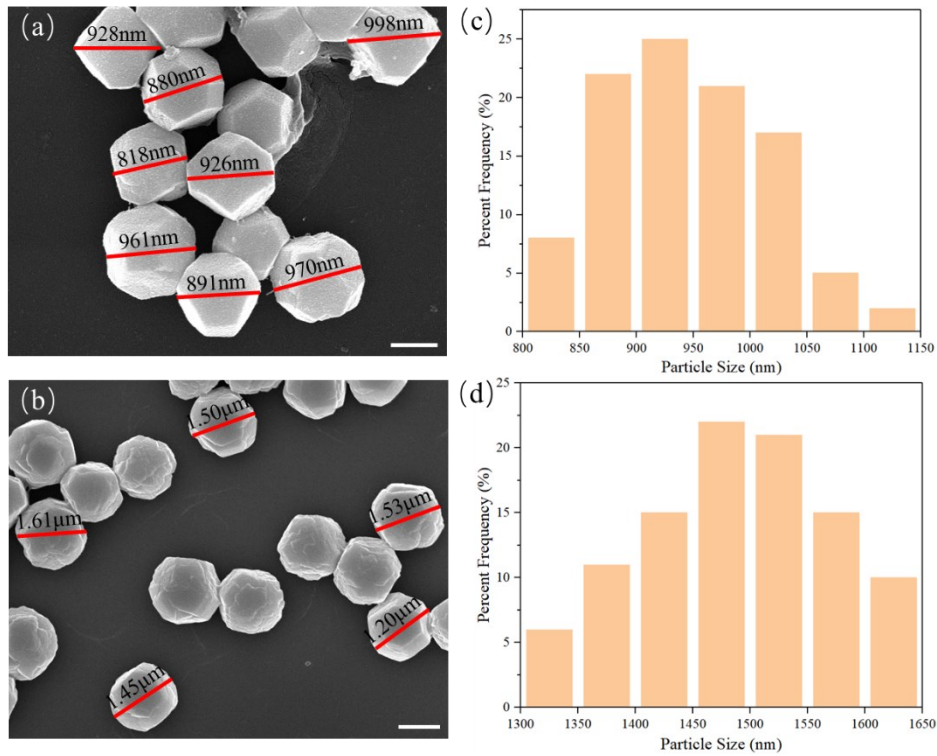 (a)
928nm
998nm
880nm
818nm
926nm
961nm
891nm
970nm
(c)
Percent Frequency (%)
25
20
15
10
5
0
800 850 900 950 1000 1050 1100 1150
Particle Size (nm)
(b)
1.50μm
1.61μm
1.53μm
1.20μm
1.45μm
(d)
Percent Frequency (%)
25
20
15
10
5
0
1300 1350 1400 1450 1500 1550 1600 1650
Particle Size (nm)